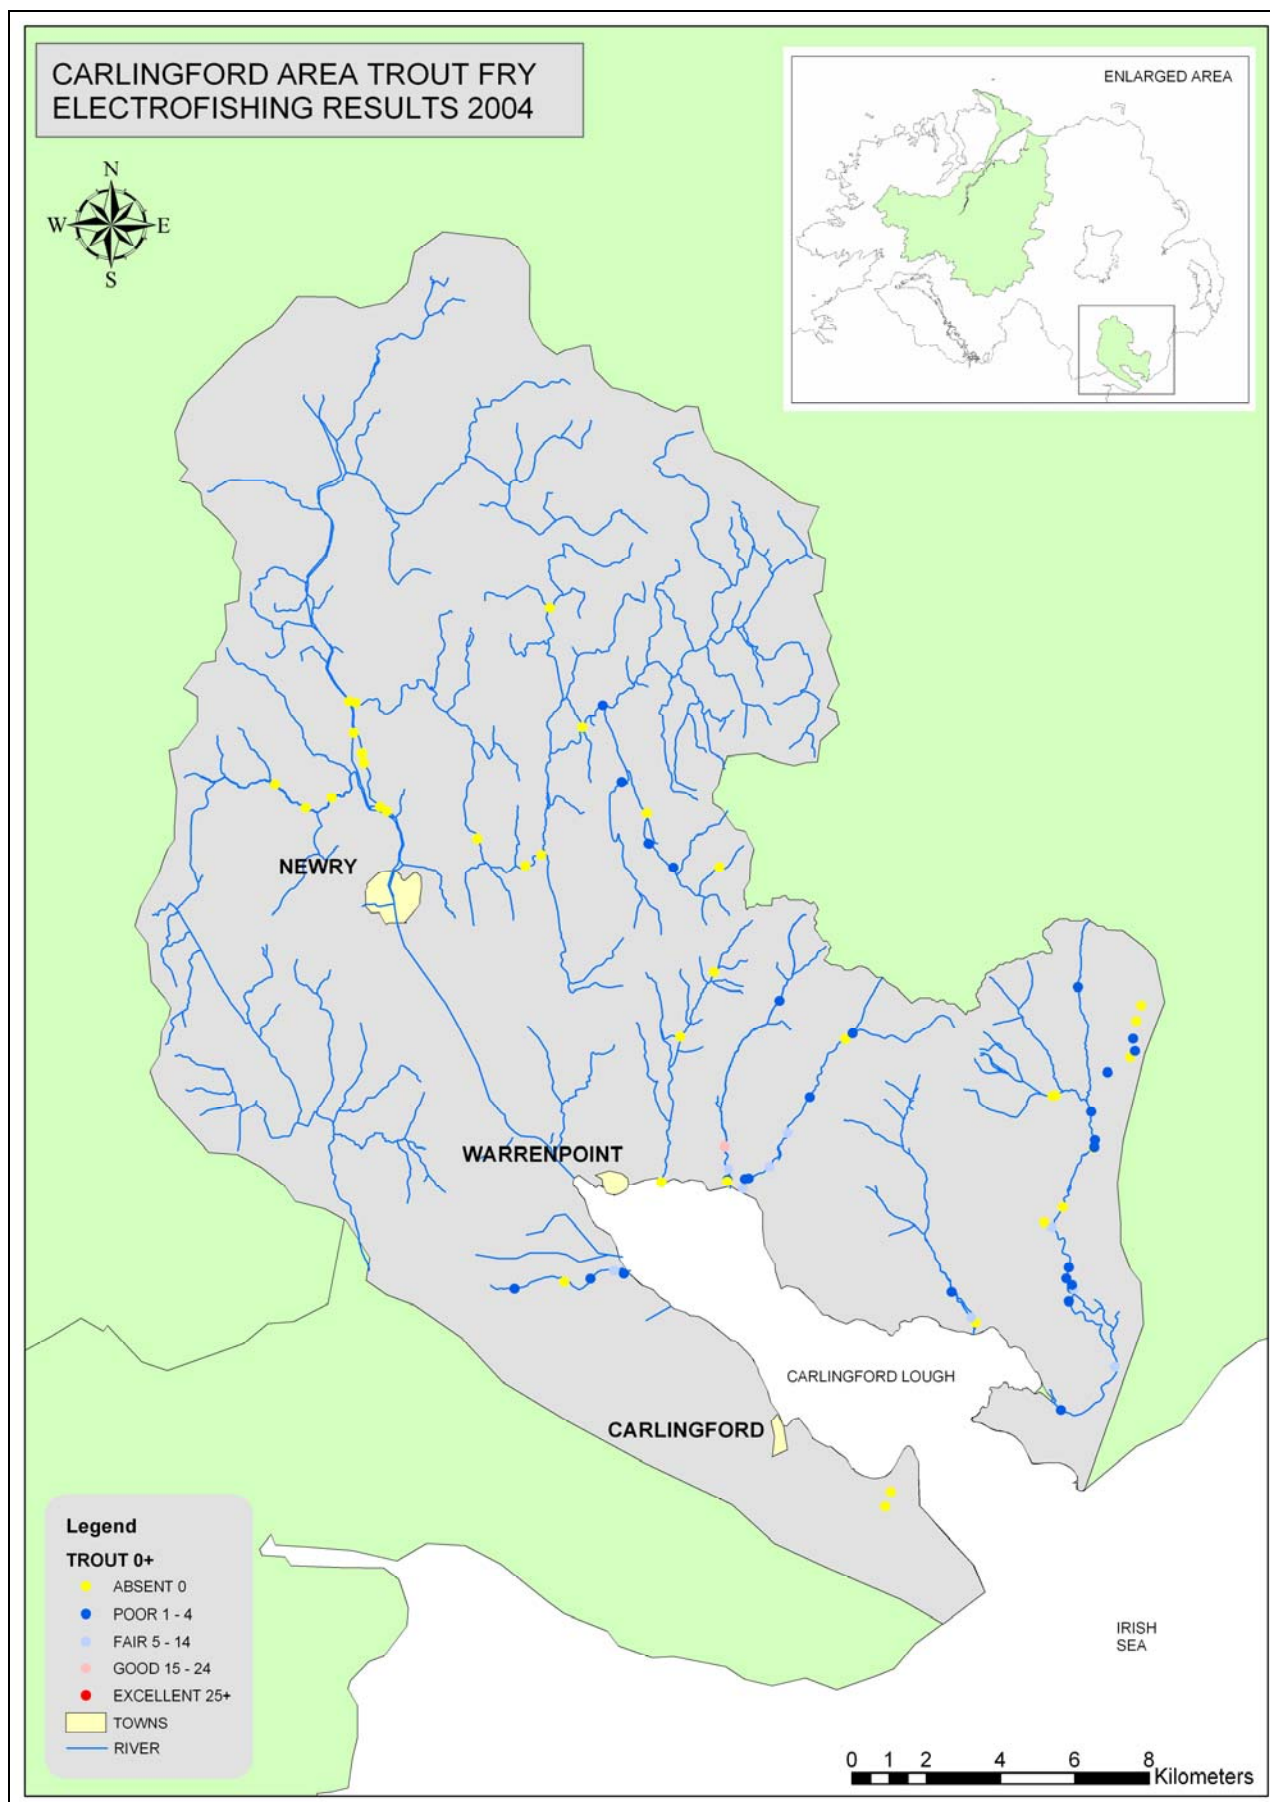 CARLINGFORD AREA TROUT FRY
ELECTROFISHING RESULTS 2004
ENLARGED AREA
N
W
E
S
NEWRY
WARRENPOINT
CARLINGFORD LOUGH
CARLINGFORD
IRISH
SEA
Legend
TROUT 0+
ABSENT 0
POOR 1 - 4
FAIR 5 - 14
GOOD 15 - 24
EXCELLENT 25+
TOWNS
RIVER
0 1 2 4 6 8
Kilometers